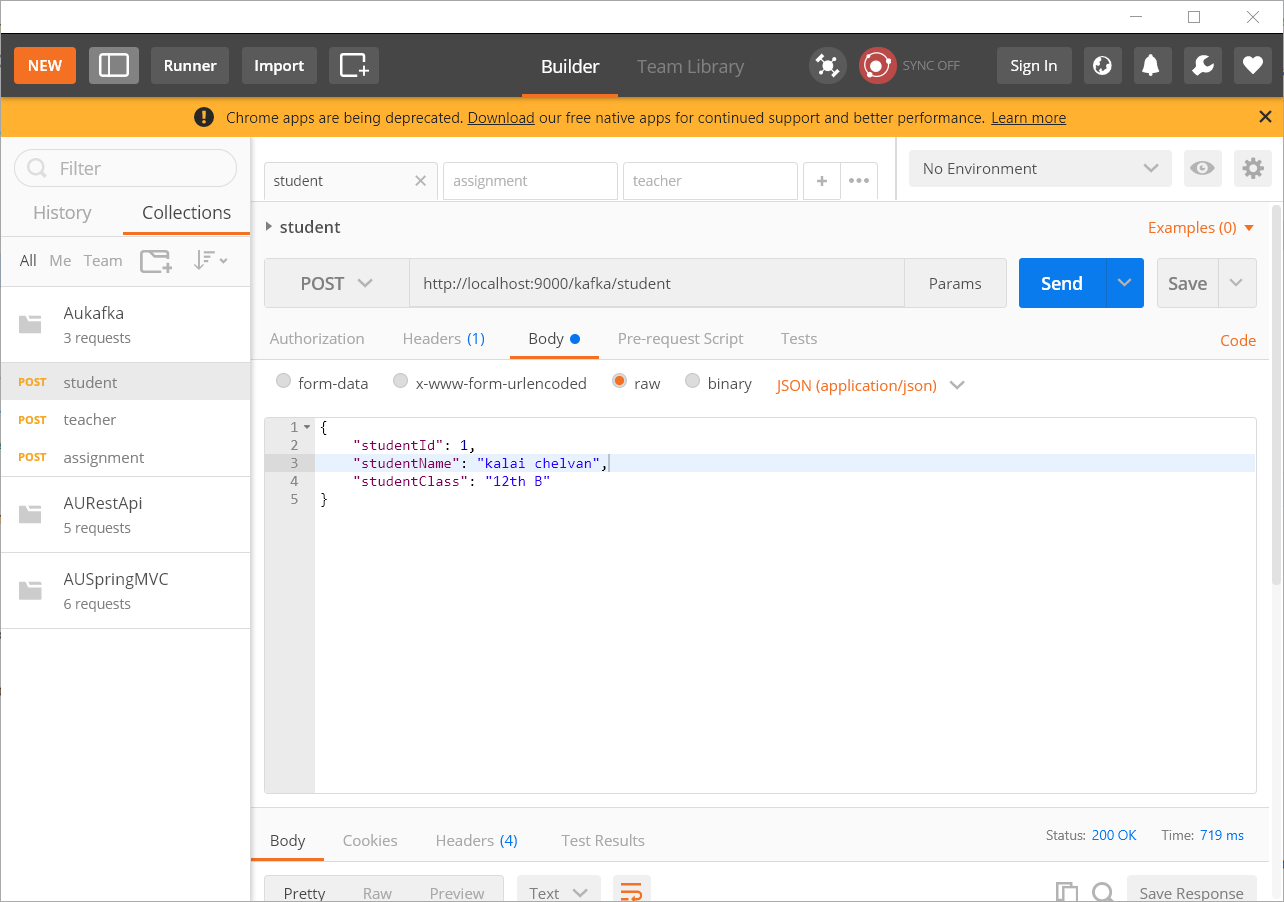 NEW Runner Import Builder Team Library SYNC OFF Sign In
Chrome apps are being deprecated. Download our free native apps for continued support and better performance. Learn more
Filter
History Collections
All Me Team
Aukafka
3 requests
POST student
POST teacher
POST assignment
AURestApi
5 requests
AUSpringMVC
6 requests
student assignment teacher + ••• No Environment
student Examples (0)
POST http://localhost:9000/kafka/student Params Send Save
Authorization Headers (1) Body Pre-request Script Tests Code
form-data x-www-form-urlencoded raw binary JSON (application/json)
1 {
2 "studentId": 1,
3 "studentName": "kalai chelvan",
4 "studentClass": "12th B"
5 }
Body Cookies Headers (4) Test Results Status: 200 OK Time: 719 ms
Pretty Raw Preview Text Save Response